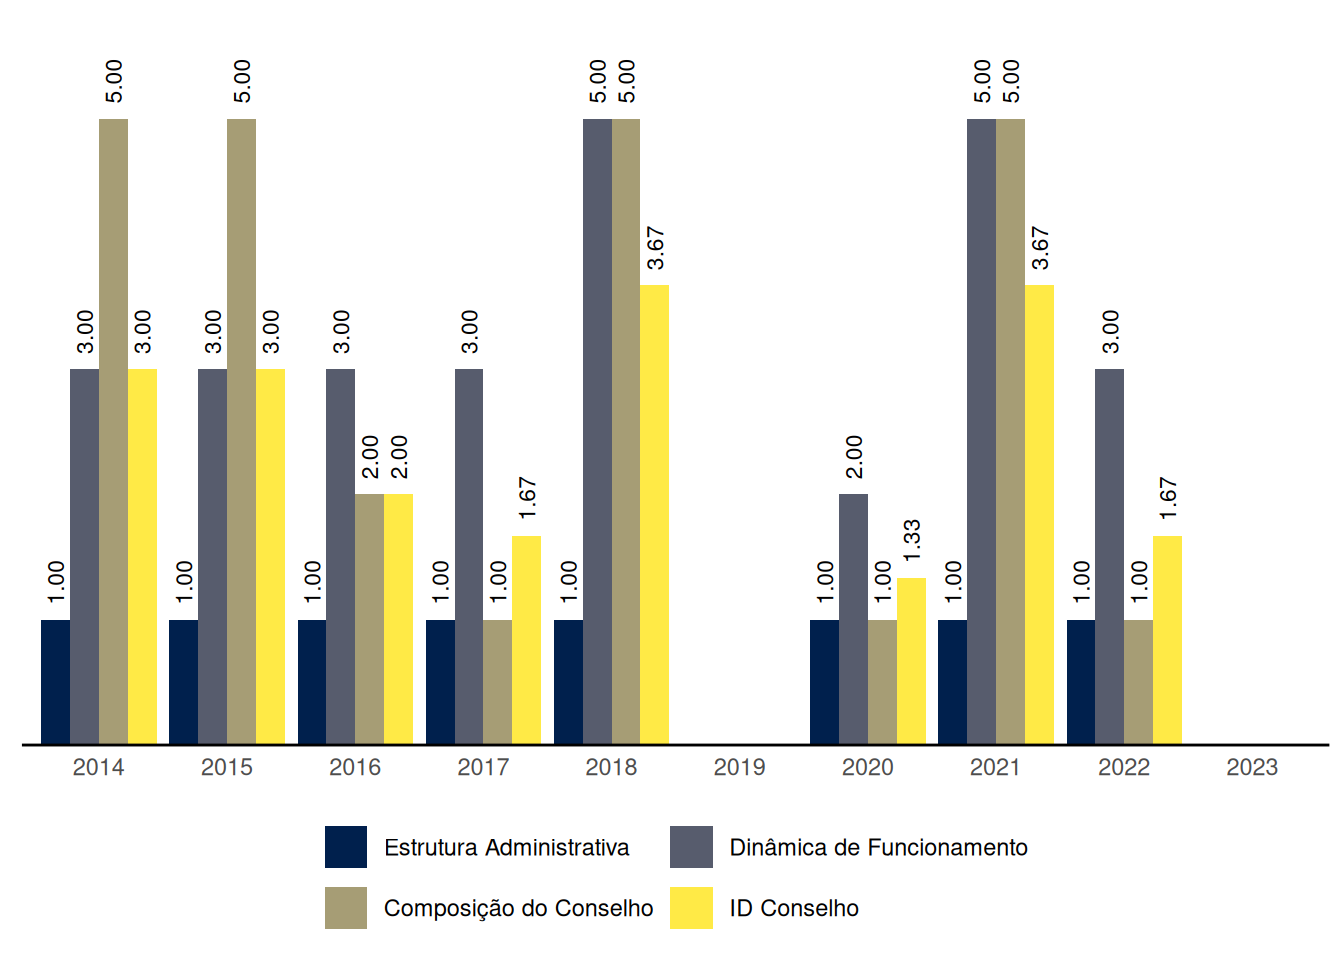 1.00 3.00 5.00 3.00 1.00 3.00 5.00 3.00 1.00 3.00 2.00 2.00 1.00 3.00 1.00 1.67 1.00 5.00 5.00 3.67 1.00 2.00 1.00 1.33 1.00 5.00 5.00 3.67 1.00 3.00 1.00 1.67
2014 2015 2016 2017 2018 2019 2020 2021 2022 2023
Estrutura Administrativa Dinâmica de Funcionamento
Composição do Conselho ID Conselho